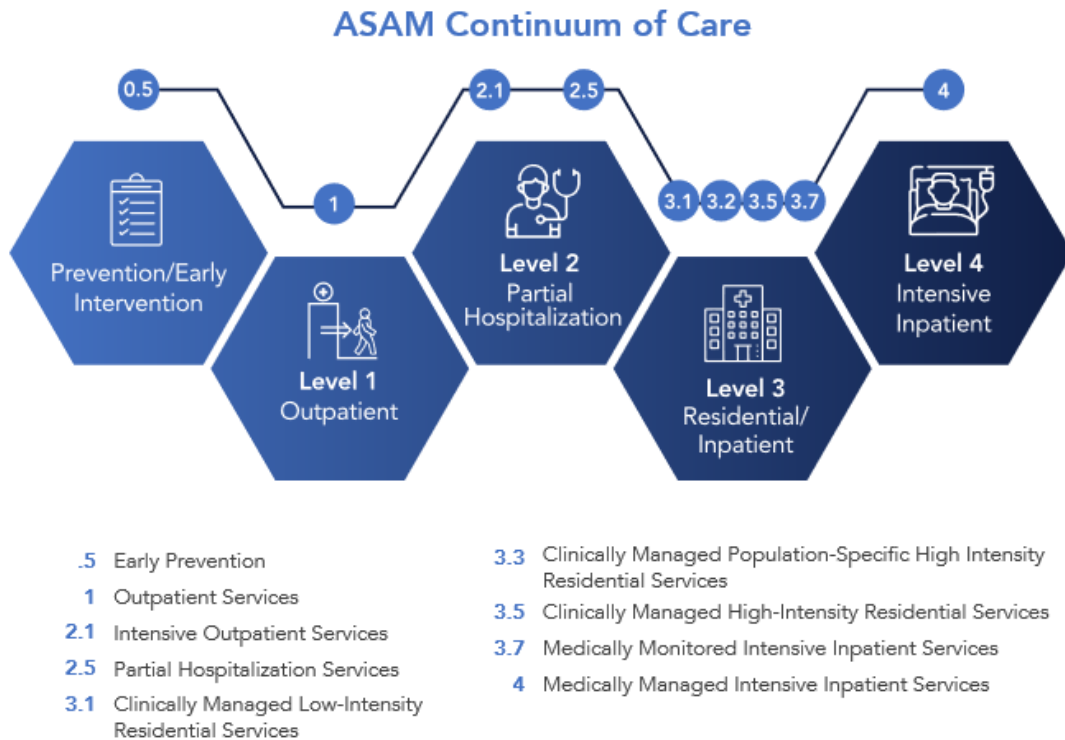 ASAM Continuum of Care
0.5
1
2.1
2.5
3.1
3.2
3.5
3.7
4
Prevention/Early
Intervention
Level 1
Outpatient
Level 2
Partial
Hospitalization
Level 3
Residential/
Inpatient
Level 4
Intensive
Inpatient
.5 Early Prevention
1 Outpatient Services
2.1 Intensive Outpatient Services
2.5 Partial Hospitalization Services
3.1 Clinically Managed Low-Intensity
Residential Services
3.3 Clinically Managed Population-Specific High Intensity
Residential Services
3.5 Clinically Managed High-Intensity Residential Services
3.7 Medically Monitored Intensive Inpatient Services
4 Medically Managed Intensive Inpatient Services